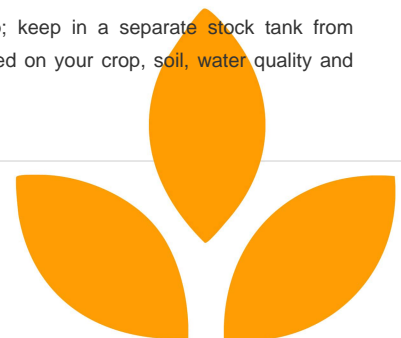 ; keep in a separate stock tank from
ed on your crop, soil, water quality and